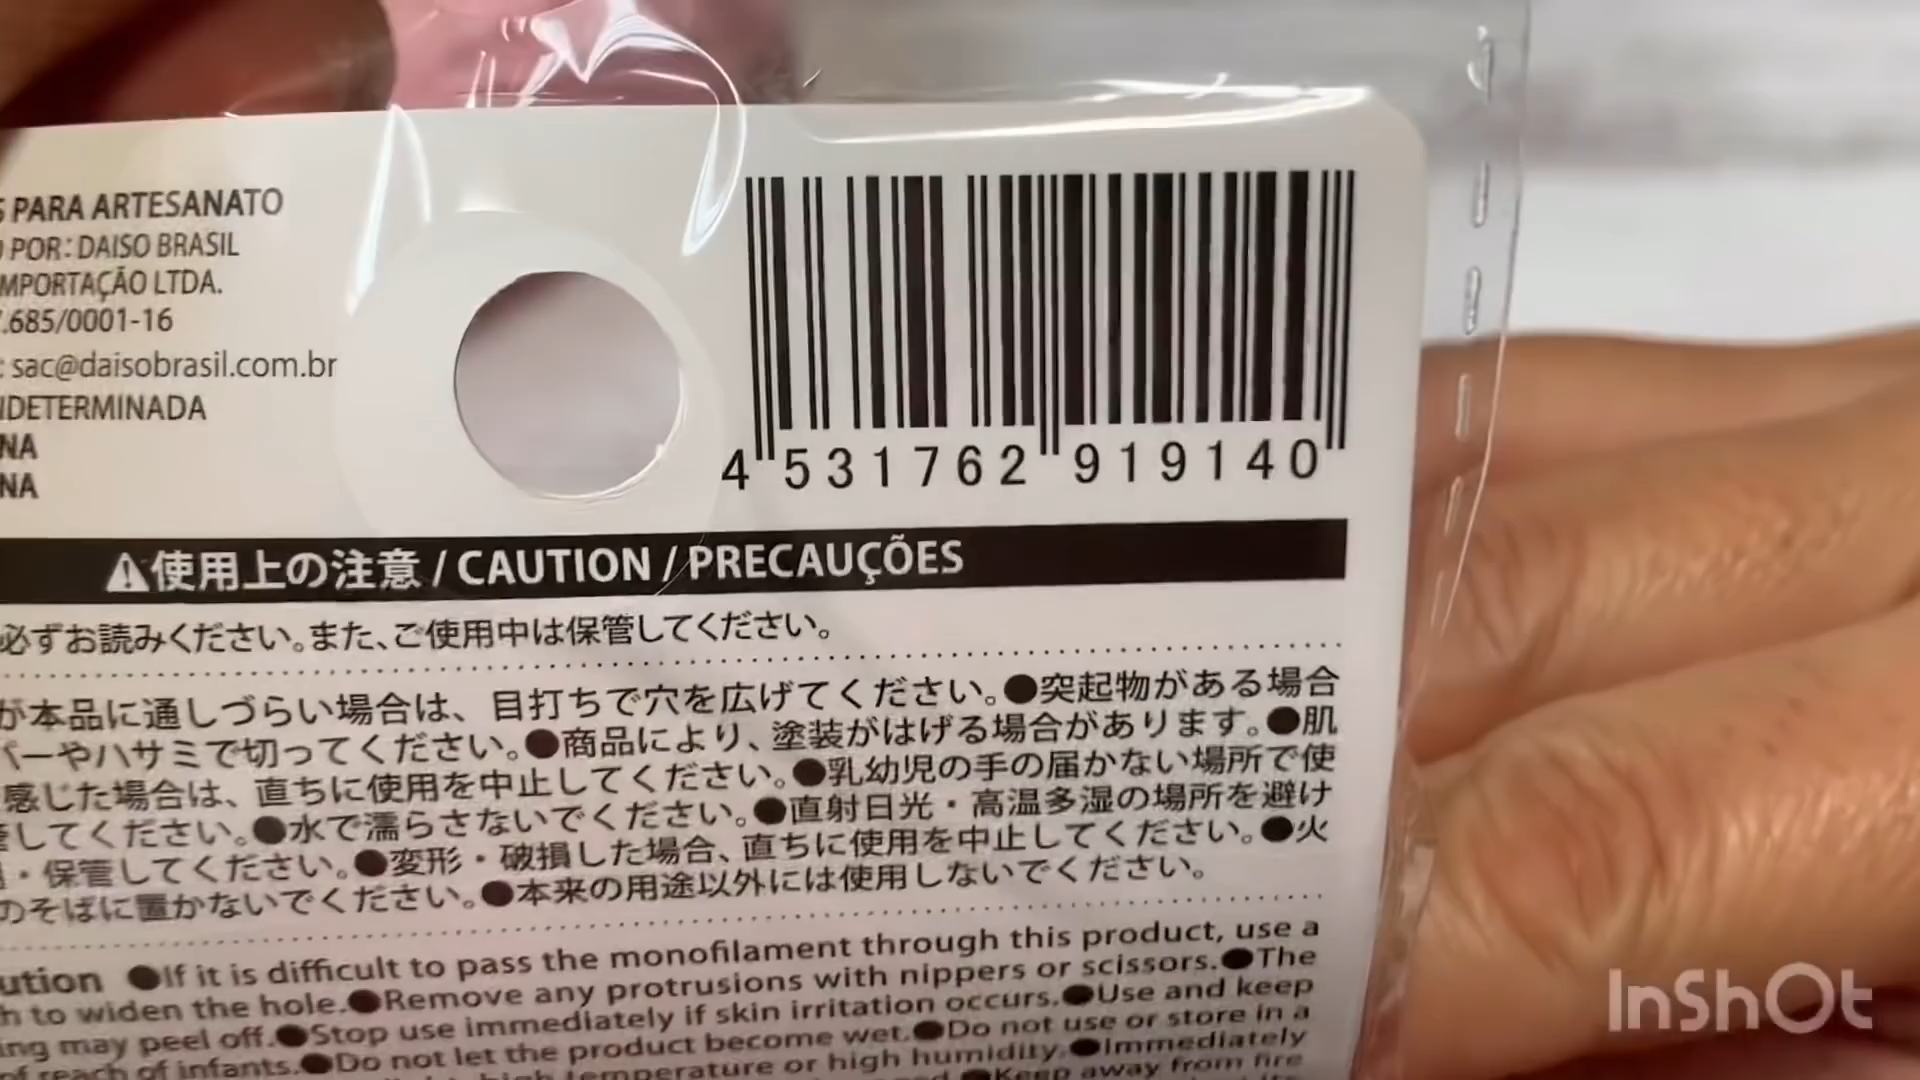 PARA ARTESANATO
POR: DAISO BRASIL
MPORTAÇÃO LTDA.
.685/0001-16
: sac@daisobrasil.com.br
DETERMINADA
NA
NA
4 531762 919140
⚠使用上の注意 / CAUTION / PRECAUÇÕES
必ずお読みください。また、ご使用中は保管してください。
が本品に通しづらい場合は、目打ちで穴を広げてください。●突起物がある場合
パーやハサミで切ってください。●商品により、塗装がはげる場合があります。●肌
感じた場合は、直ちに使用を中止してください。●乳幼児の手の届かない場所で使
してください。●水で濡らさないでください。●直射日光・高温多湿の場所を避け
・保管してください。●変形・破損した場合、直ちに使用を中止してください。●火
のそばに置かないでください。●本来の用途以外には使用しないでください。
ution ●If it is difficult to pass the monofilament through this product, use a
h to widen the hole.●Remove any protrusions with nippers or scissors.●The
ing may peel off.●Stop use immediately if skin irritation occurs.●Use and keep
of reach of infants.●Do not let the product become wet.●Do not use or store in a
high temperature or high humidity.●Immediately
●Keep away from fire
InShOt